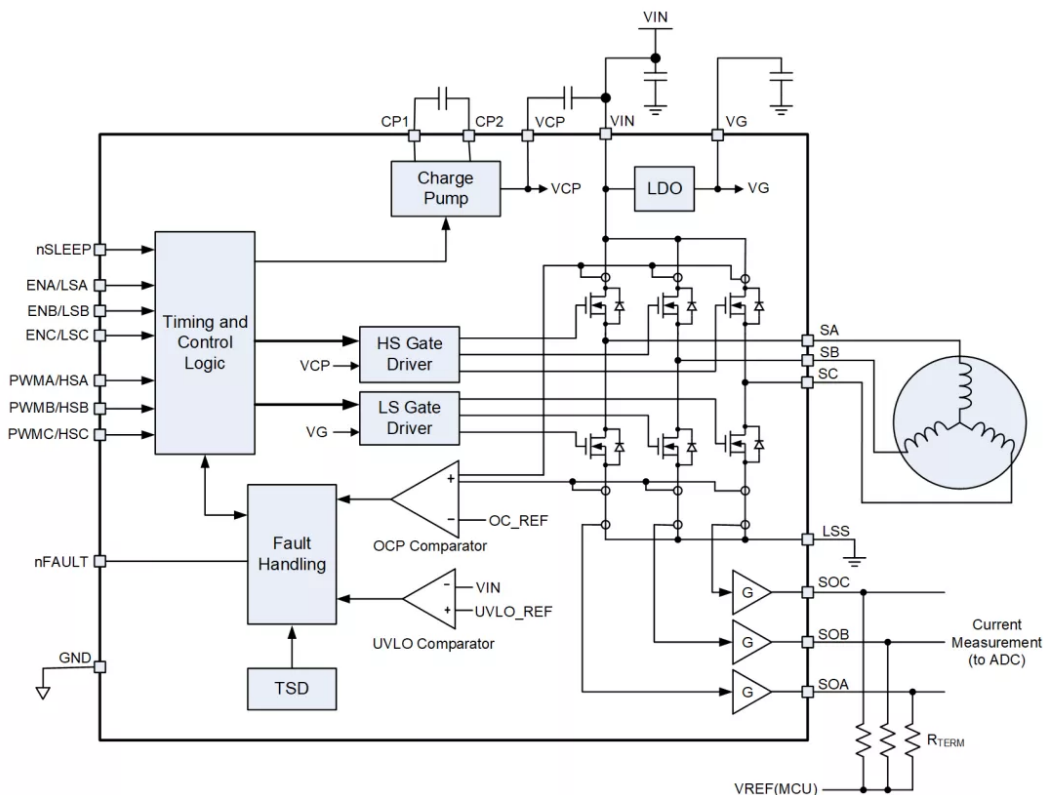 VIN
CP1
CP2
VCP
VIN
VG
Charge
Pump
VCP
LDO
VG
nSLEEP
ENA/LSA
ENB/LSB
ENC/LSC
PWMA/HSA
PWMB/HSB
PWMC/HSC
Timing and
Control
Logic
HS Gate
Driver
VCP
LS Gate
Driver
VG
SA
SB
SC
+
−
OC_REF
OCP Comparator
LSS
nFAULT
Fault
Handling
−
VIN
+
UVLO_REF
UVLO Comparator
G
SOC
G
SOB
G
SOA
Current
Measurement
(to ADC)
GND
TSD
RTERM
VREF(MCU)